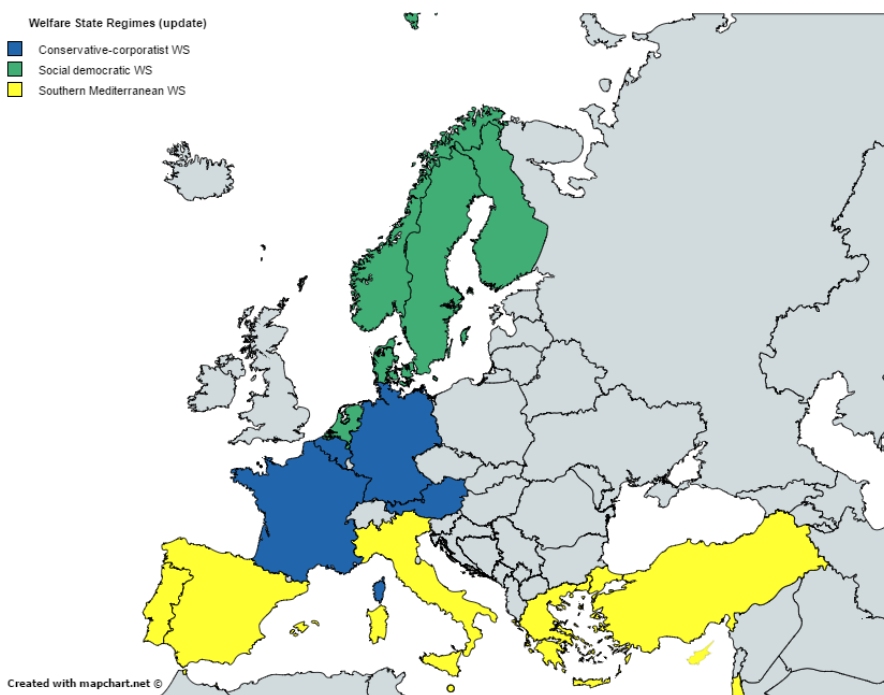 Welfare State Regimes (update)
Conservative-corporatist WS
Social democratic WS
Southern Mediterranean WS
Created with mapchart.net ©